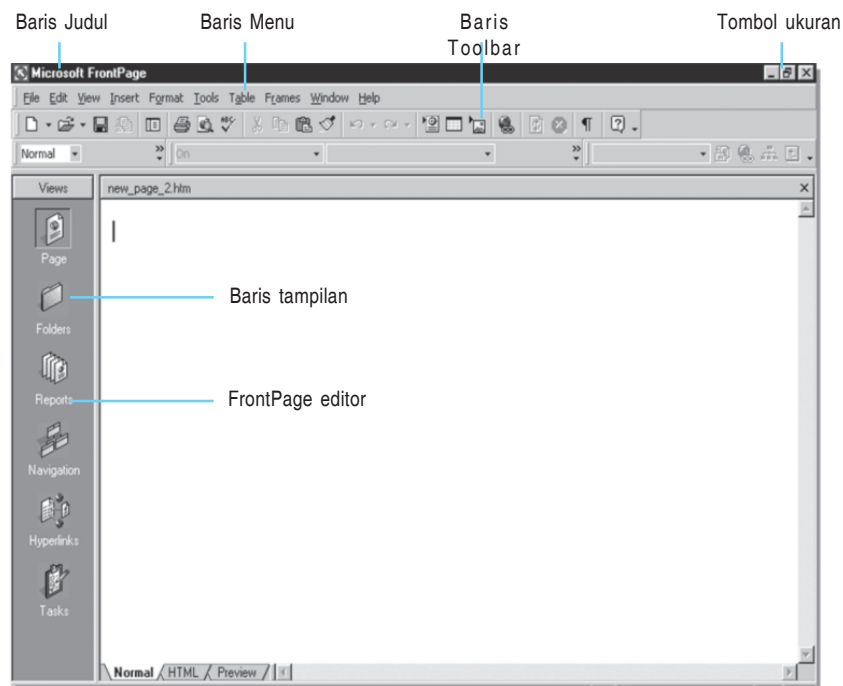 Baris Judul Baris Menu Baris Toolbar Tombol ukuran
Microsoft FrontPage
File Edit View Insert Format Tools Table Frames Window Help
Normal On
Views new_page_2.htm
Page
Baris tampilan
Folders
Reports FrontPage editor
Navigation
Hyperlinks
Tasks
Normal HTML Preview